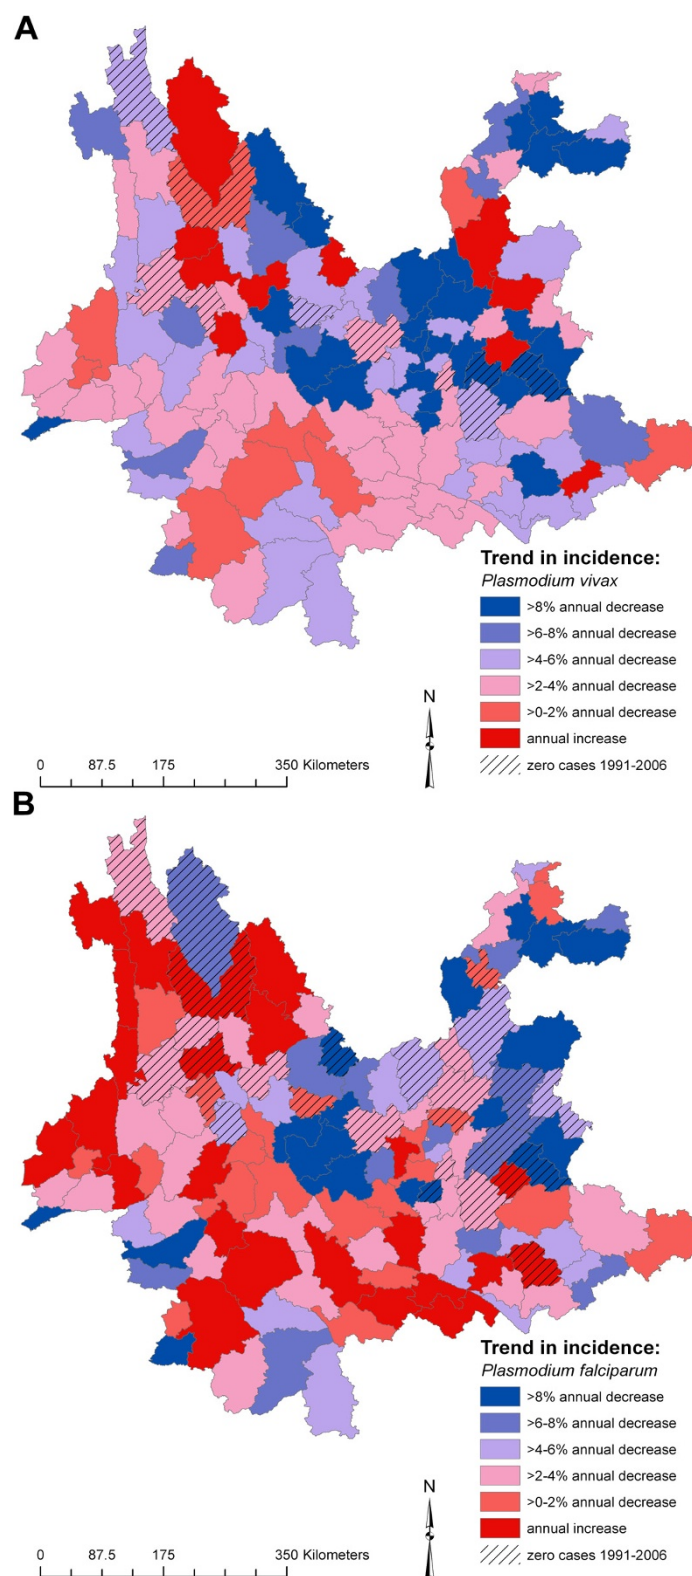 A
Trend in incidence:
Plasmodium vivax
>8% annual decrease
>6-8% annual decrease
>4-6% annual decrease
>2-4% annual decrease
>0-2% annual decrease
annual increase
zero cases 1991-2006
N
0 87.5 175 350 Kilometers
B
Trend in incidence:
Plasmodium falciparum
>8% annual decrease
>6-8% annual decrease
>4-6% annual decrease
>2-4% annual decrease
>0-2% annual decrease
annual increase
zero cases 1991-2006
N
0 87.5 175 350 Kilometers